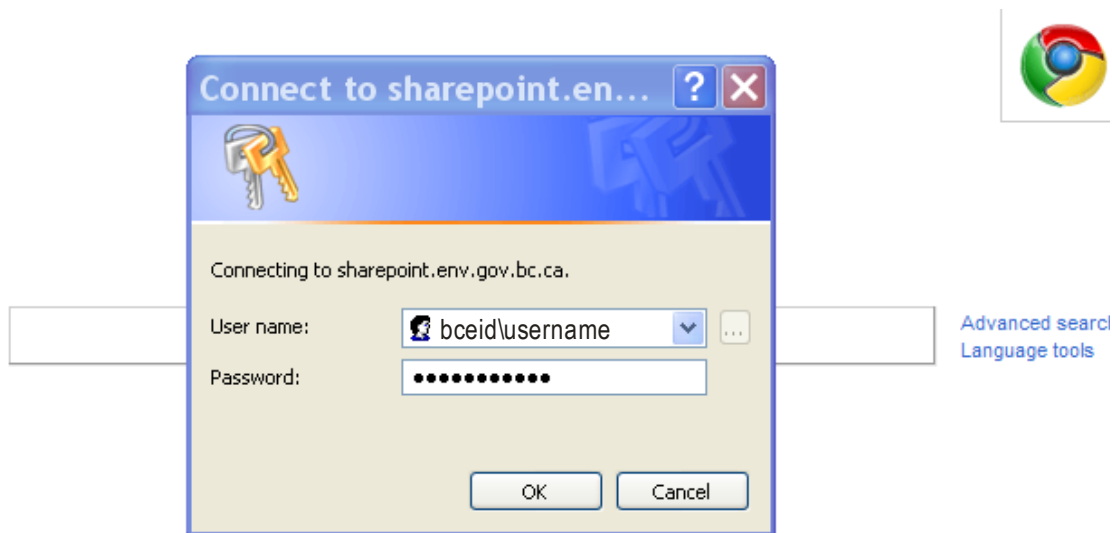 Connect to sharepoint.en...
Connecting to sharepoint.env.gov.bc.ca.
User name:
bceid\username
...
Password:
•••••••••••
OK
Cancel
Advanced search
Language tools